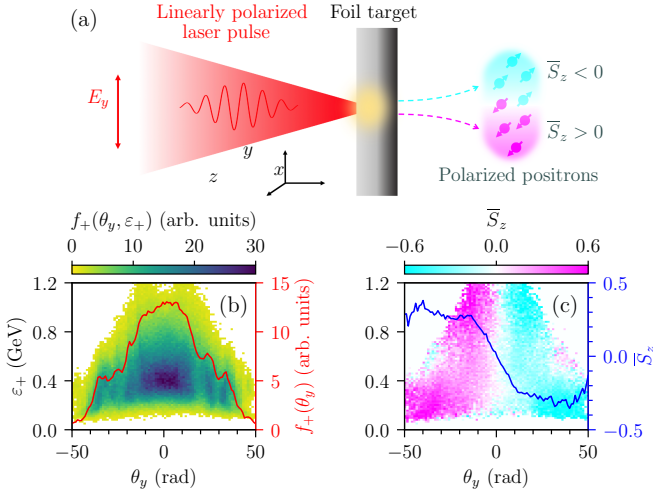 (a)
Linearly polarized
laser pulse
Foil target
E_y
S̅_z < 0
S̅_z > 0
Polarized positrons
y
x
z
f_+(θ_y, ε_+) (arb. units)
0 10 20 30
S̅_z
−0.6 0.0 0.6
(b)
1.2
0.8
0.4
0.0
ε_+ (GeV)
15
10
5
0
f_+(θ_y) (arb. units)
−50 0 50
θ_y (rad)
(c)
1.2
0.8
0.4
0.0
0.5
0.0
−0.5
S̅_z
−50 0 50
θ_y (rad)